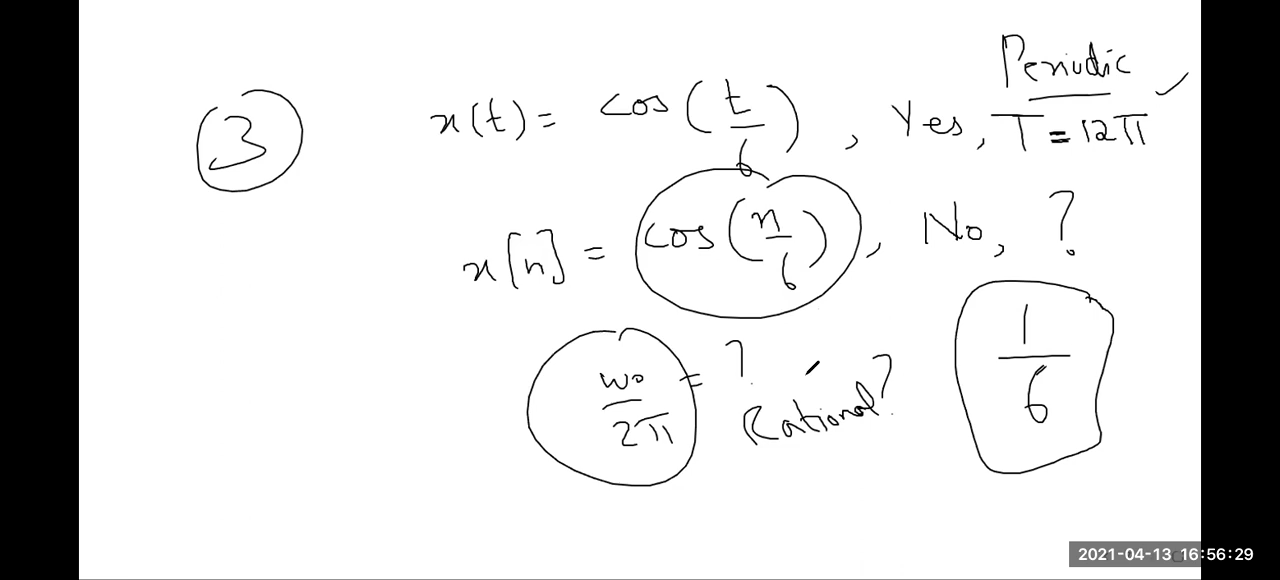 Periodic
③ x(t) = cos(t/6), Yes, T = 12π ✓
x[n] = cos(n/6), No, ?
ω₀/2π = ? Rational? 1/6
2021-04-13 16:56:29